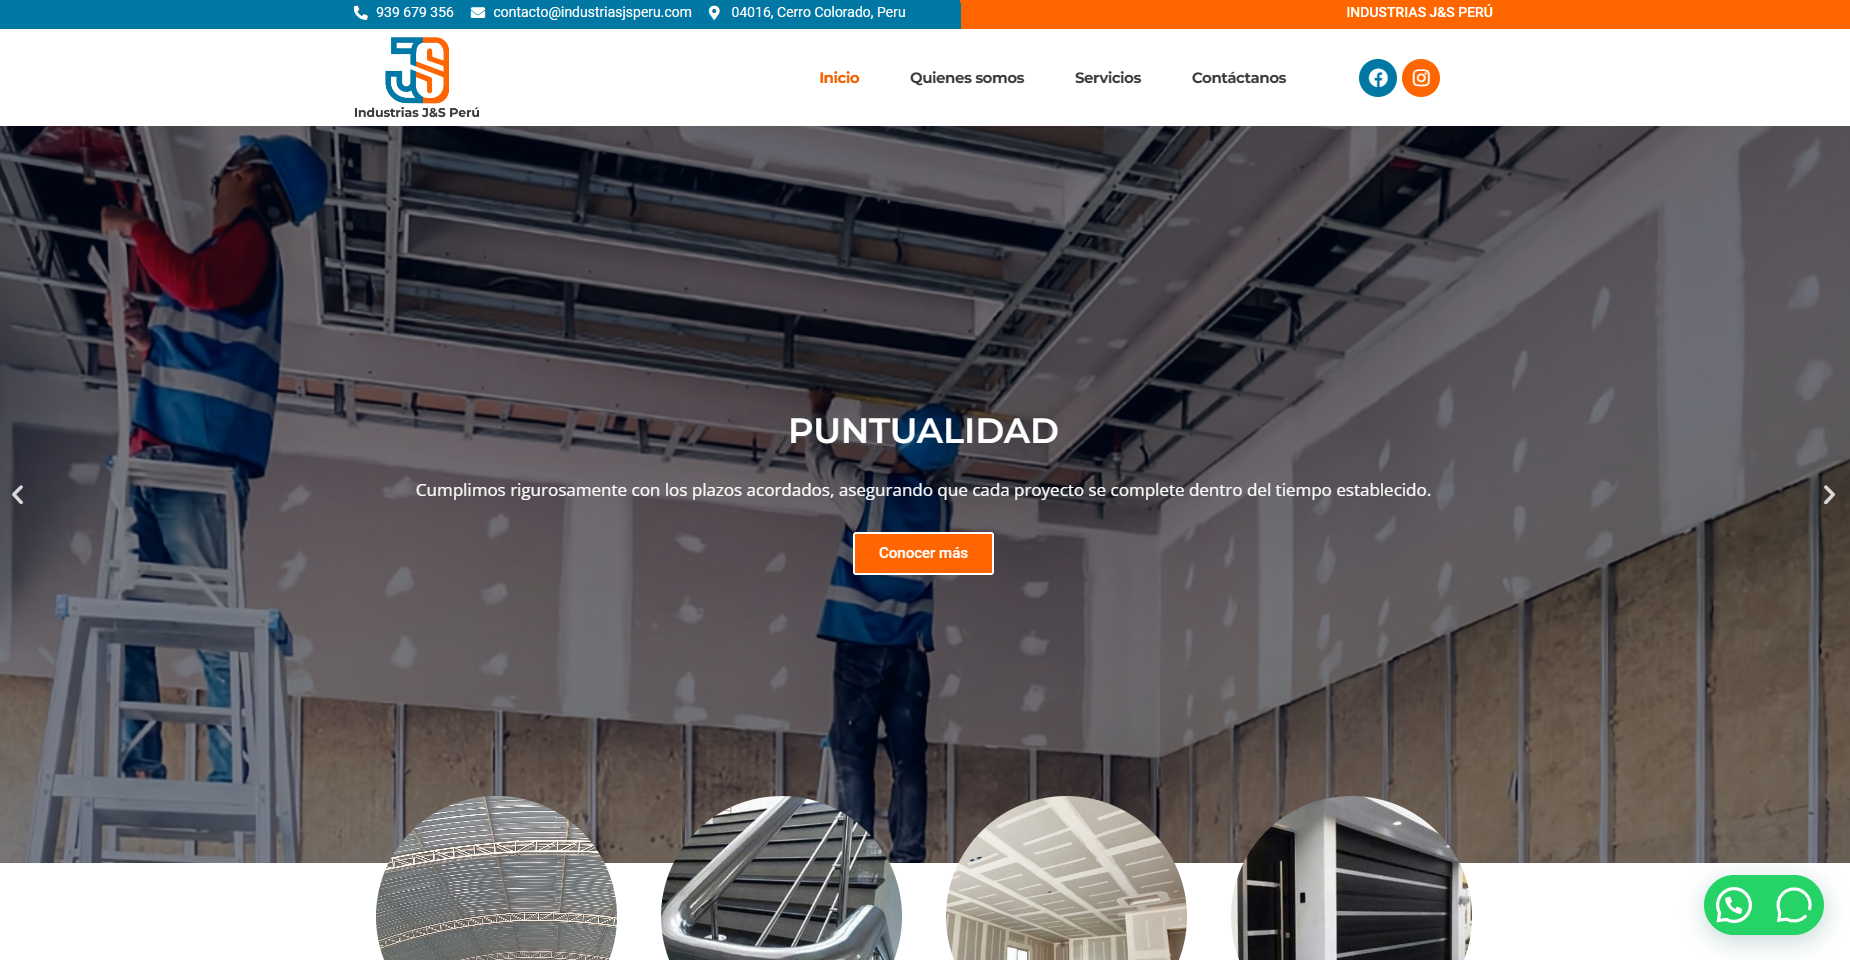 939 679 356 contacto@industriasjsperu.com 04016, Cerro Colorado, Peru INDUSTRIAS J&S PERÚ
Industrias J&S Perú
Inicio Quienes somos Servicios Contáctanos
PUNTUALIDAD
Cumplimos rigurosamente con los plazos acordados, asegurando que cada proyecto se complete dentro del tiempo establecido.
Conocer más